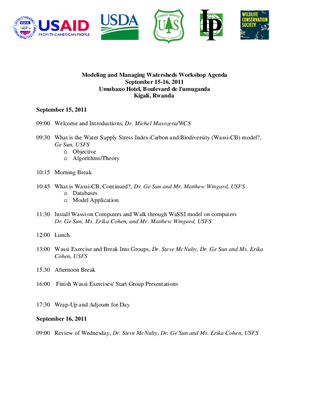 USAID
FROM THE AMERICAN PEOPLE
USDA
IP
WILDLIFE
CONSERVATION
SOCIETY
Modeling and Managing Watersheds Workshop Agenda
September 15-16, 2011
Umubano Hotel, Boulevard de l'umuganda
Kigali, Rwanda
September 15, 2011
09:00 Welcome and Introductions, Dr. Michel Masozera/WCS
09:30 What is the Water Supply Stress Index-Carbon and Biodiversity (Wassi-CB) model?,
Ge Sun, USFS
o Objective
o Algorithms/Theory
10:15 Morning Break
10:45 What is Wassi-CB, Continued?, Dr. Ge Sun and Mr. Matthew Wingard, USFS
o Databases
o Model Application
11:30 Install Wassi on Computers and Walk through WaSSI model on computers
Dr. Ge Sun, Ms. Erika Cohen, and Mr. Matthew Wingard, USFS
12:00 Lunch
13:00 Wassi Exercise and Break Into Groups, Dr. Steve McNulty, Dr. Ge Sun and Ms. Erika
Cohen, USFS
15:30 Afternoon Break
16:00 Finish Wassi Exercises/ Start Group Presentations
17:30 Wrap-Up and Adjourn for Day
September 16, 2011
09:00 Review of Wednesday, Dr. Steve McNulty, Dr. Ge Sun and Ms. Erika Cohen, USFS